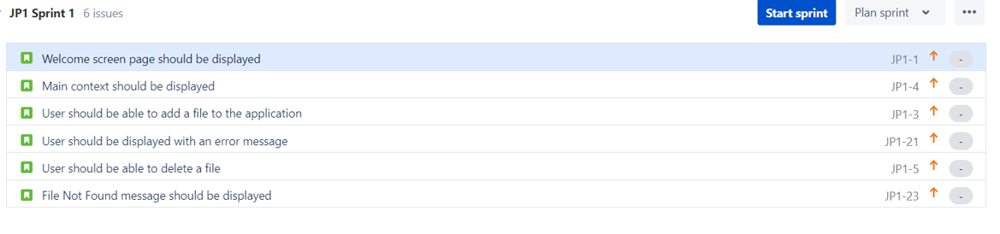 JP1 Sprint 1 6 issues Start sprint Plan sprint ...
Welcome screen page should be displayed JP1-1 -
Main context should be displayed JP1-4 -
User should be able to add a file to the application JP1-3 -
User should be displayed with an error message JP1-21 -
User should be able to delete a file JP1-5 -
File Not Found message should be displayed JP1-23 -